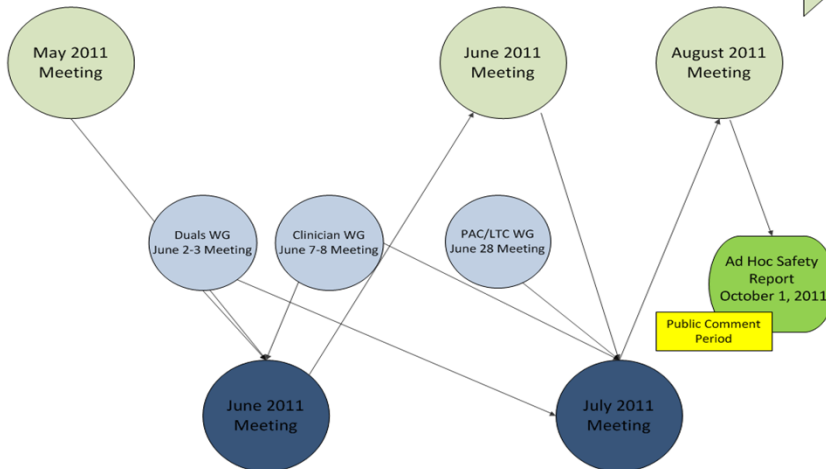 May 2011
Meeting
June 2011
Meeting
August 2011
Meeting
Duals WG
June 2-3 Meeting
Clinician WG
June 7-8 Meeting
PAC/LTC WG
June 28 Meeting
Ad Hoc Safety
Report
October 1, 2011
Public Comment
Period
June 2011
Meeting
July 2011
Meeting